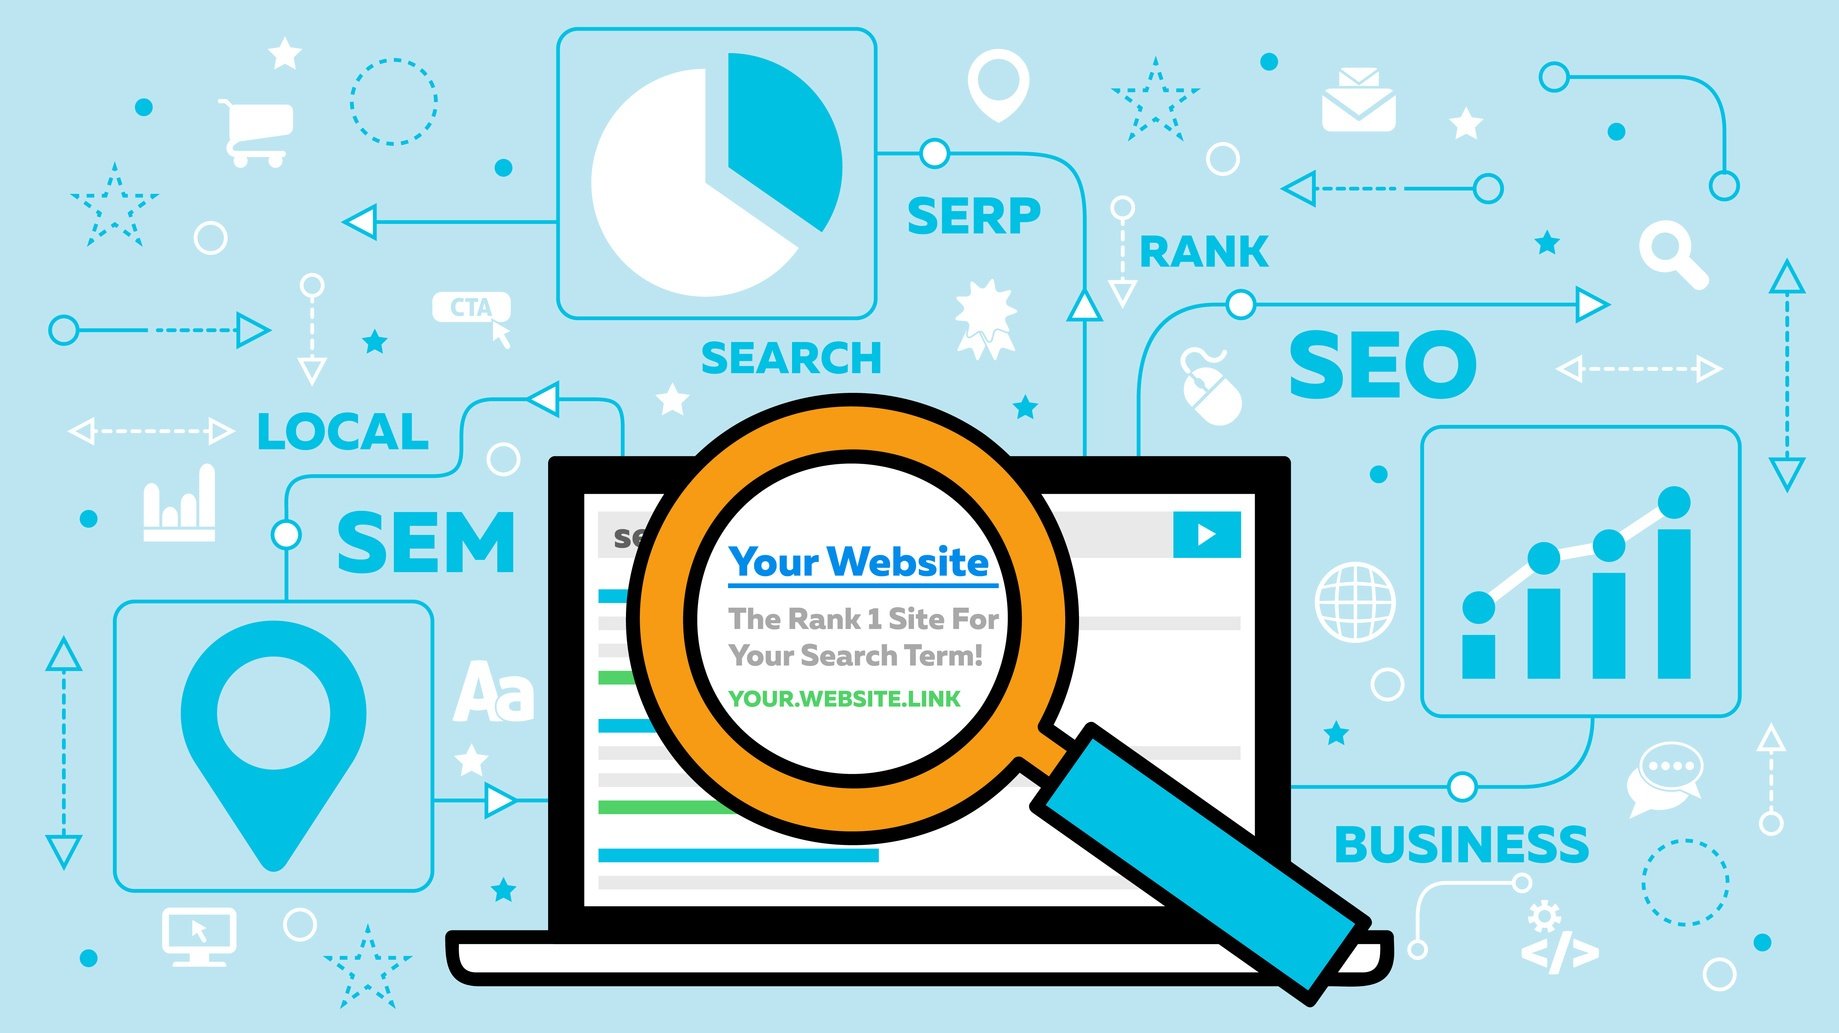 SERP
RANK
CTA
SEARCH
SEO
LOCAL
SEM
se
Your Website
The Rank 1 Site For
Your Search Term!
YOUR.WEBSITE.LINK
Aa
BUSINESS
</>